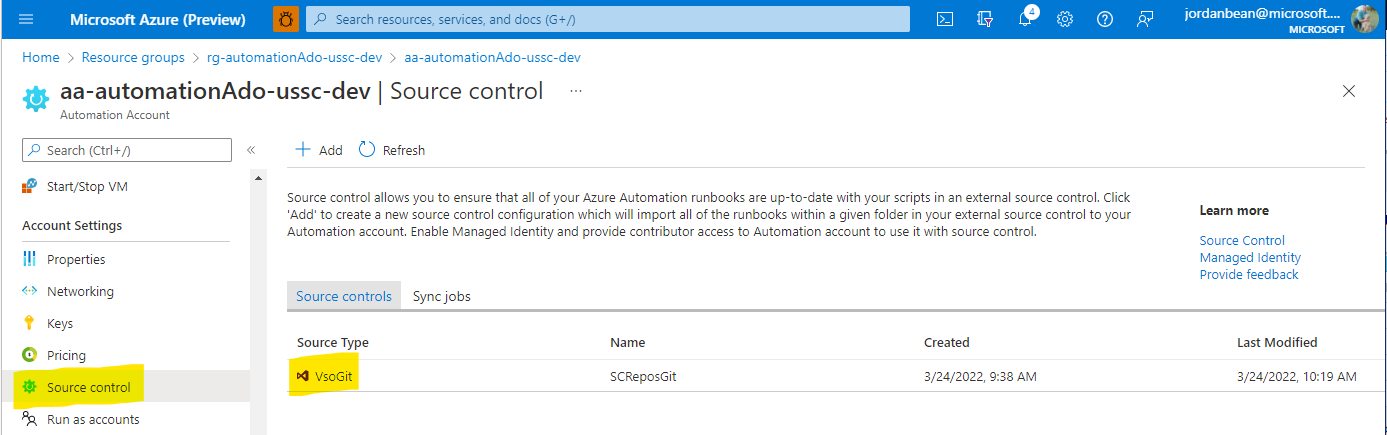 Microsoft Azure (Preview)
Search resources, services, and docs (G+/)
4
jordanbean@microsoft....
MICROSOFT
Home > Resource groups > rg-automationAdo-ussc-dev > aa-automationAdo-ussc-dev
aa-automationAdo-ussc-dev | Source control ...
Automation Account
Search (Ctrl+/)
«
Add
Refresh
Start/Stop VM
Account Settings
Properties
Networking
Keys
Pricing
Source control
Run as accounts
Source control allows you to ensure that all of your Azure Automation runbooks are up-to-date with your scripts in an external source control. Click
'Add' to create a new source control configuration which will import all of the runbooks within a given folder in your external source control to your
Automation account. Enable Managed Identity and provide contributor access to Automation account to use it with source control.
Learn more
Source Control
Managed Identity
Provide feedback
Source controls Sync jobs
Source Type Name Created Last Modified
VsoGit SCReposGit 3/24/2022, 9:38 AM 3/24/2022, 10:19 AM